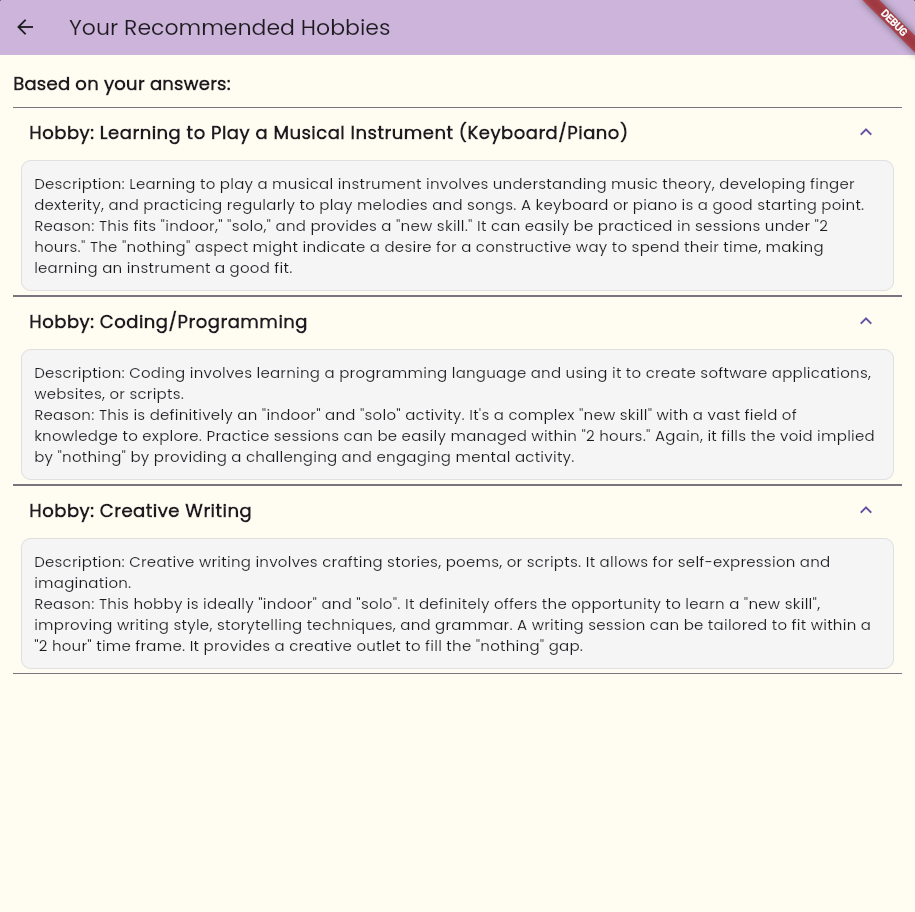 Your Recommended Hobbies
DEBUG
Based on your answers:
Hobby: Learning to Play a Musical Instrument (Keyboard/Piano)
Description: Learning to play a musical instrument involves understanding music theory, developing finger
dexterity, and practicing regularly to play melodies and songs. A keyboard or piano is a good starting point.
Reason: This fits "indoor," "solo," and provides a "new skill." It can easily be practiced in sessions under "2
hours." The "nothing" aspect might indicate a desire for a constructive way to spend their time, making
learning an instrument a good fit.
Hobby: Coding/Programming
Description: Coding involves learning a programming language and using it to create software applications,
websites, or scripts.
Reason: This is definitively an "indoor" and "solo" activity. It's a complex "new skill" with a vast field of
knowledge to explore. Practice sessions can be easily managed within "2 hours." Again, it fills the void implied
by "nothing" by providing a challenging and engaging mental activity.
Hobby: Creative Writing
Description: Creative writing involves crafting stories, poems, or scripts. It allows for self-expression and
imagination.
Reason: This hobby is ideally "indoor" and "solo". It definitely offers the opportunity to learn a "new skill",
improving writing style, storytelling techniques, and grammar. A writing session can be tailored to fit within a
"2 hour" time frame. It provides a creative outlet to fill the "nothing" gap.